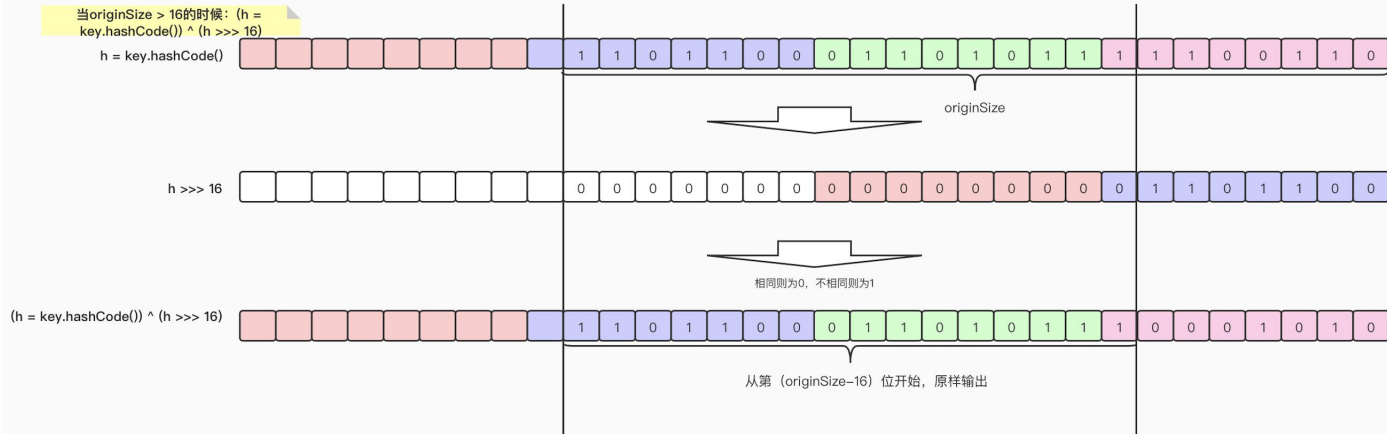 当originSize > 16的时候：(h =
key.hashCode()) ^ (h >>> 16)
h = key.hashCode()
1 1 0 1 1 0 0 0 1 1 0 1 0 1 1 1 1 1 0 0 1 1 0
originSize
h >>> 16
0 0 0 0 0 0 0 0 0 0 0 0 0 0 0 0 0 1 1 0 1 1 0 0
相同则为0，不相同则为1
(h = key.hashCode()) ^ (h >>> 16)
1 1 0 1 1 0 0 0 1 1 0 1 0 1 1 1 0 0 0 1 0 1 0
从第（originSize-16）位开始，原样输出